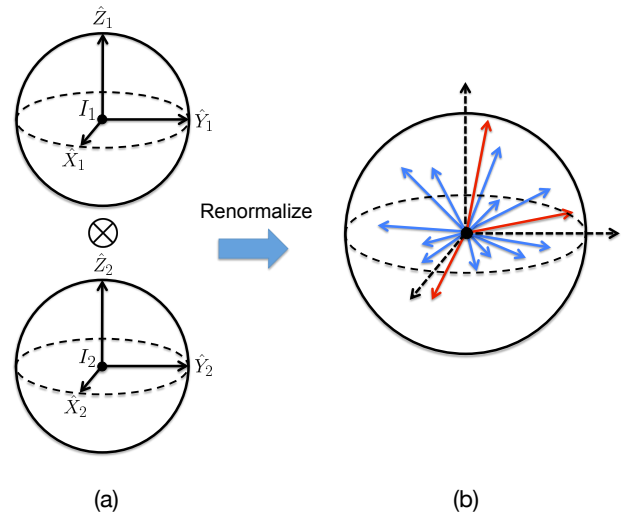 Ẑ₁
I₁
Ŷ₁
X̂₁
⊗
Renormalize
Ẑ₂
I₂
Ŷ₂
X̂₂
(a)
(b)